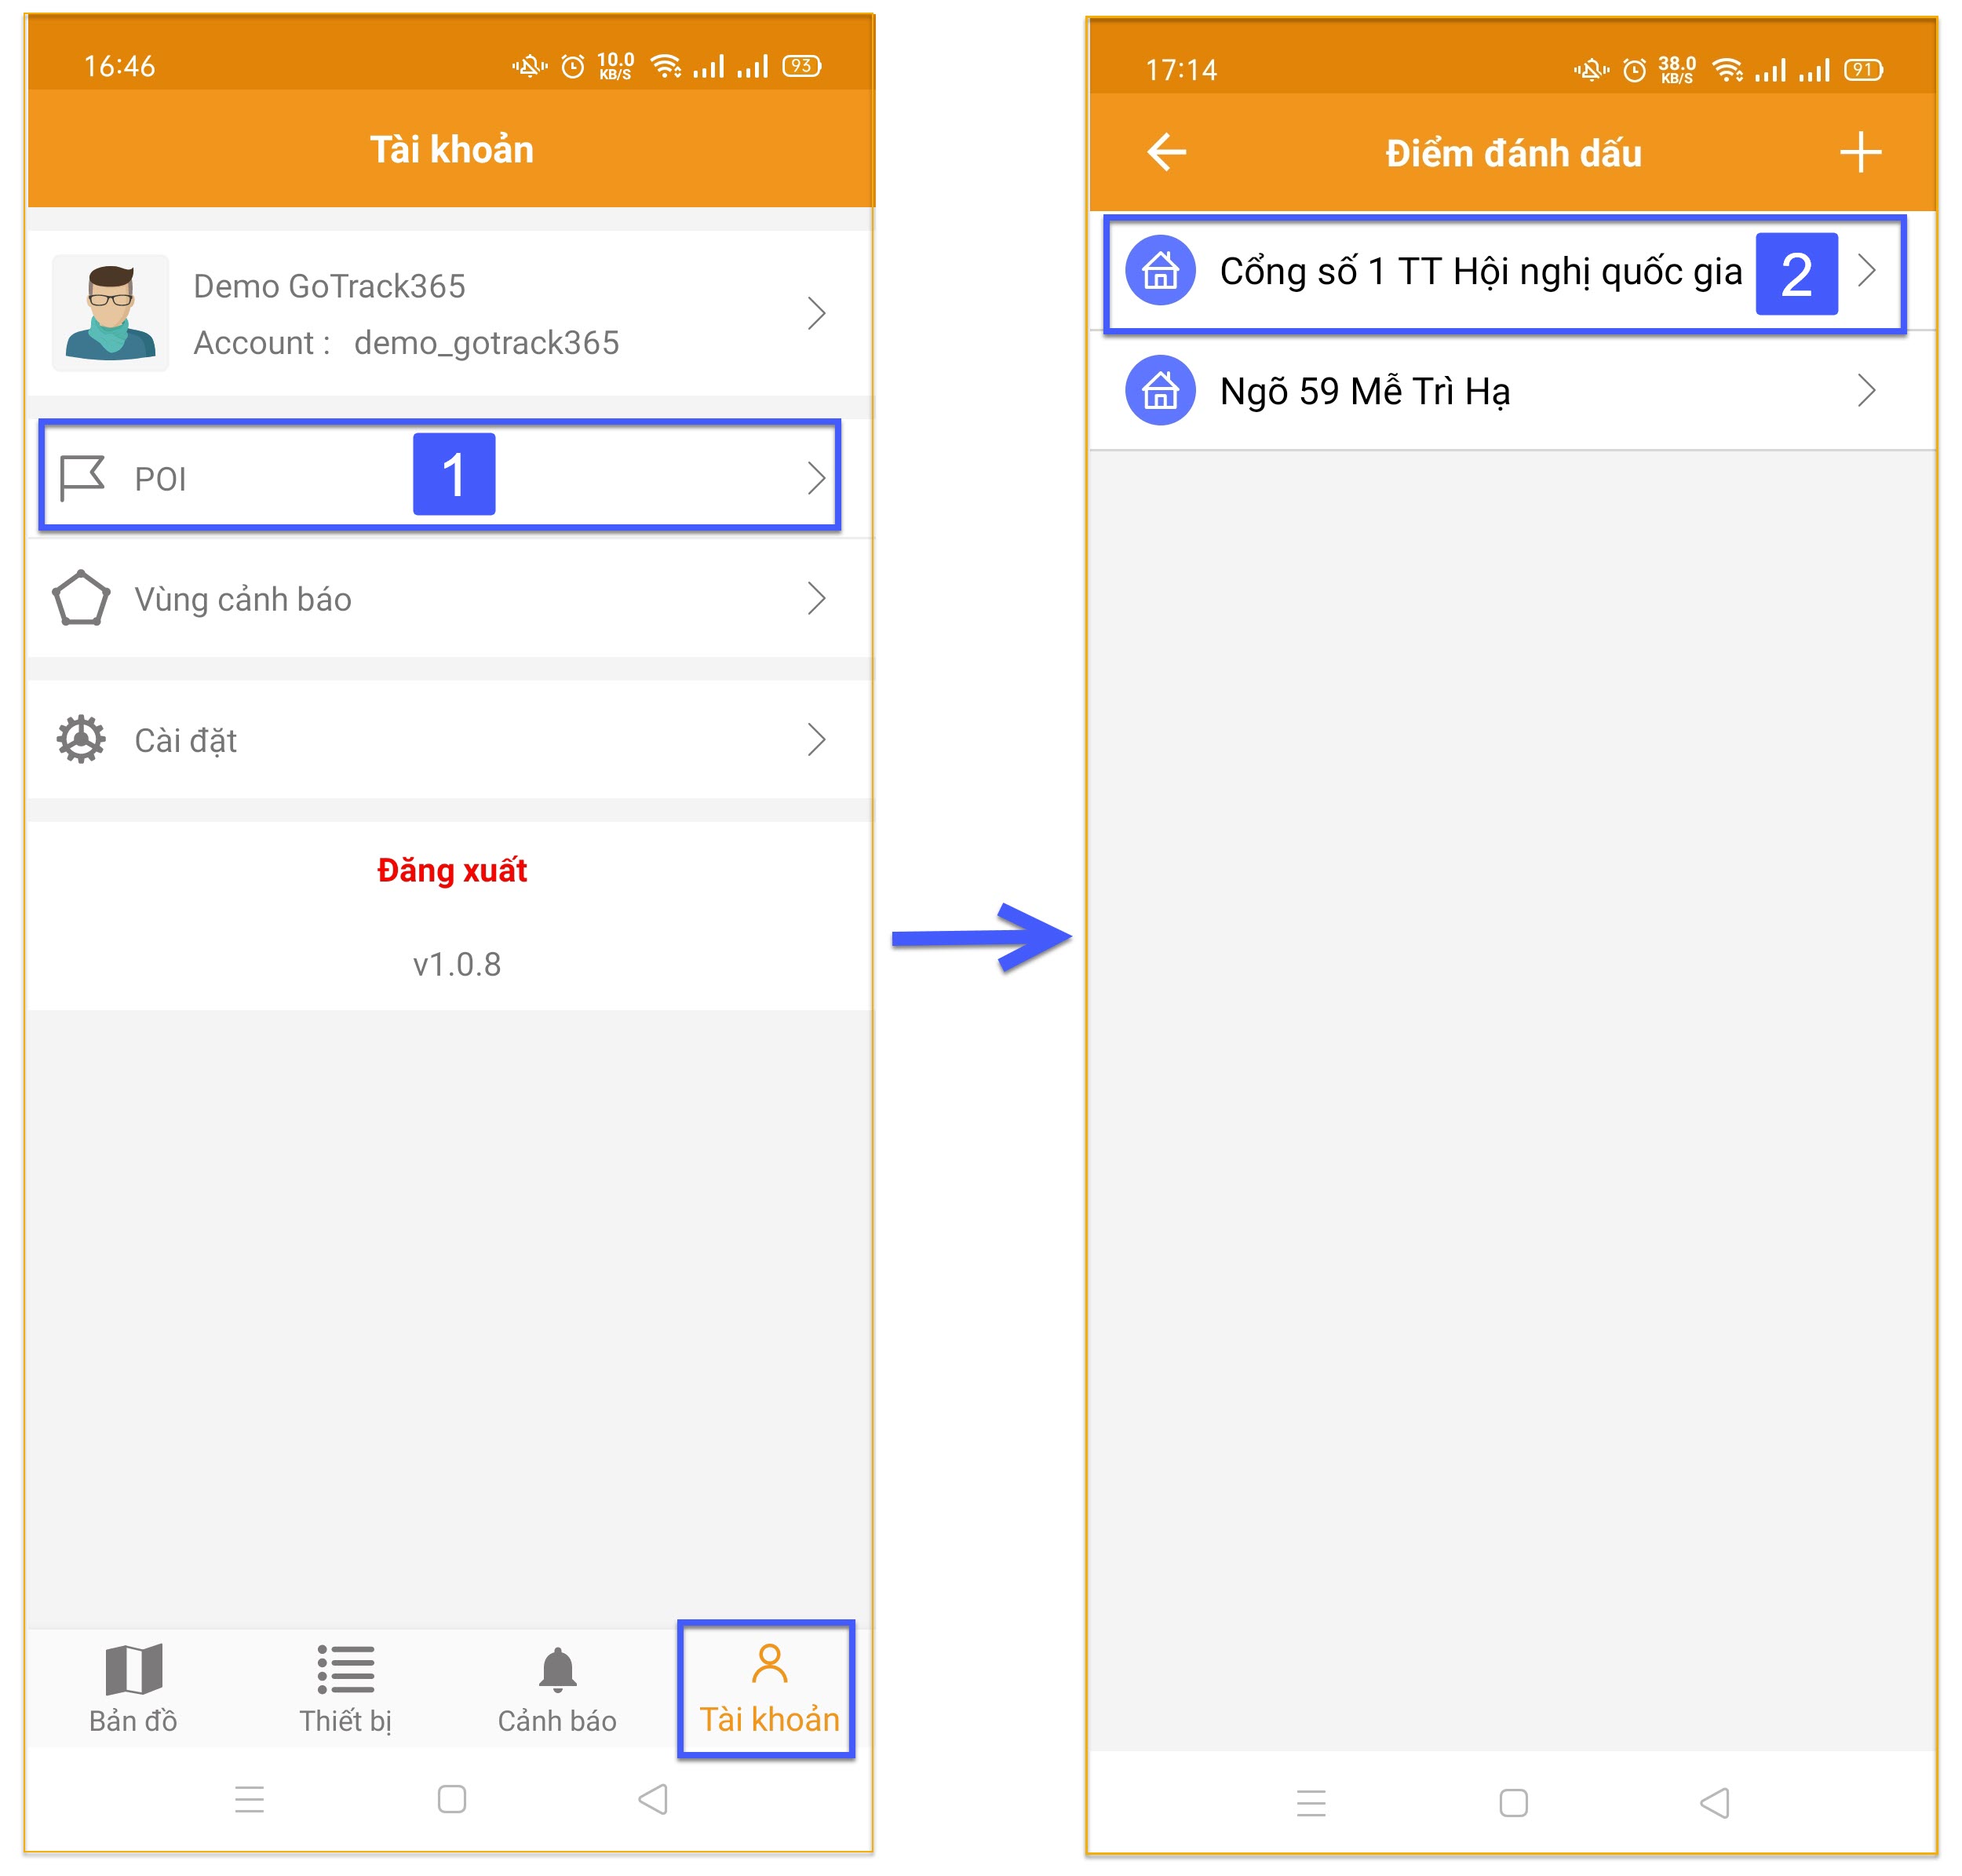 16:46
10.0
KB/S
93
Tài khoản
Demo GoTrack365
Account : demo_gotrack365
POI
1
Vùng cảnh báo
Cài đặt
Đăng xuất
v1.0.8
Bản đồ
Thiết bị
Cảnh báo
Tài khoản
17:14
38.0
KB/S
91
Điểm đánh dấu
Cổng số 1 TT Hội nghị quốc gia
2
Ngõ 59 Mễ Trì Hạ